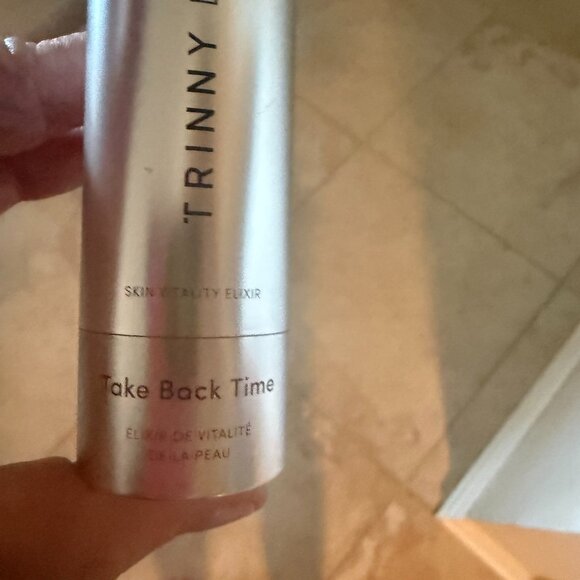 TRINNY L
SKIN VITALITY ELIXIR
Take Back Time
ÉLIXIR DE VITALITÉ
DE LA PEAU